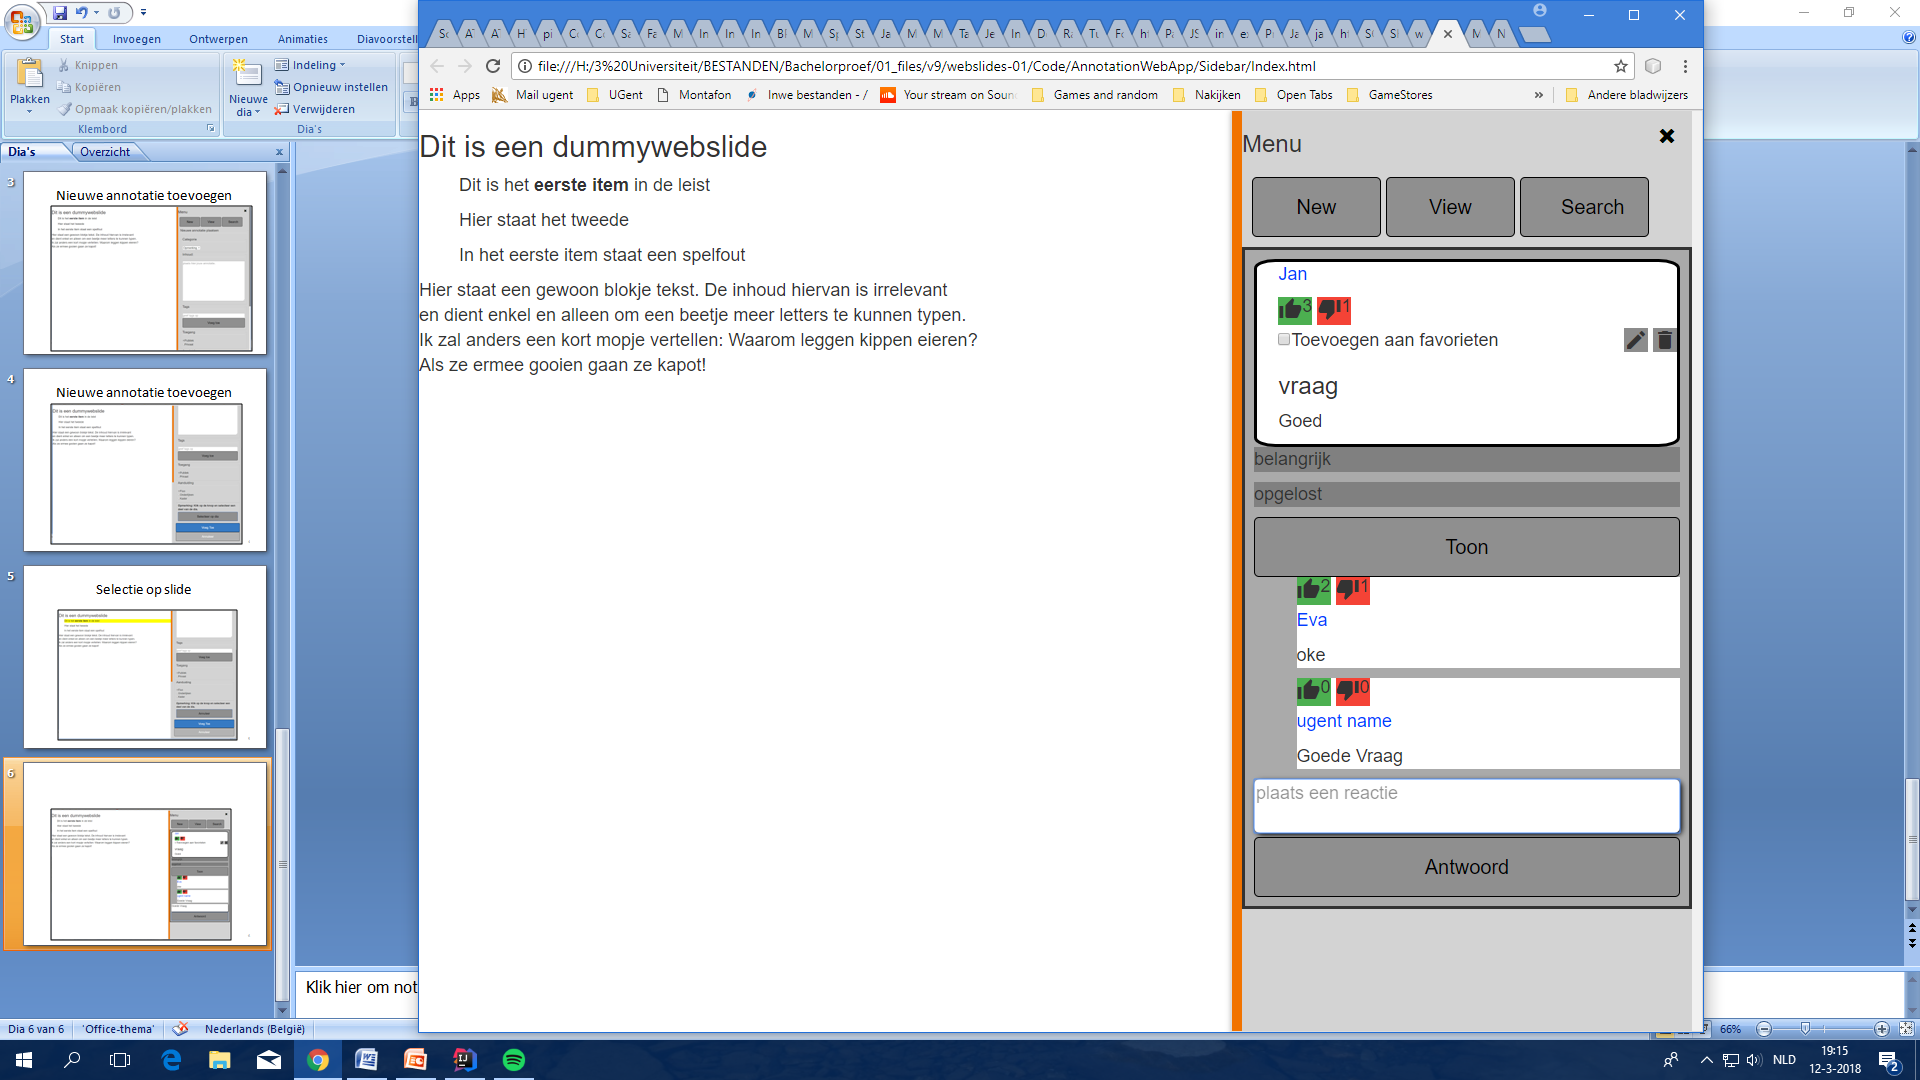 Start
Invoegen
Ontwerpen
Animaties
Diavoorstell
Plakken
Knippen
Kopiëren
Opmaak kopiëren/plakken
Klembord
Nieuwe
dia
Indeling
Opnieuw instellen
Verwijderen
Dia's
Dia's
Overzicht
3
Nieuwe annotatie toevoegen
4
Nieuwe annotatie toevoegen
5
Selectie op slide
6
file:///H:/3%20Universiteit/BESTANDEN/Bachelorproef/01_files/v9/webslides-01/Code/AnnotationWebApp/Sidebar/Index.html
Apps
Mail ugent
UGent
Montafon
Inwe bestanden - /
Your stream on Soun
Games and random
Nakijken
Open Tabs
GameStores
»
Andere bladwijzers
Dit is een dummywebslide
Dit is het eerste item in de leist
Hier staat het tweede
In het eerste item staat een spelfout
Hier staat een gewoon blokje tekst. De inhoud hiervan is irrelevant
en dient enkel en alleen om een beetje meer letters te kunnen typen.
Ik zal anders een kort mopje vertellen: Waarom leggen kippen eieren?
Als ze ermee gooien gaan ze kapot!
Menu
New
View
Search
Jan
3
1
Toevoegen aan favorieten
vraag
Goed
belangrijk
opgelost
Toon
2
1
Eva
oke
0
0
ugent name
Goede Vraag
plaats een reactie
Antwoord
Klik hier om not
Dia 6 van 6
'Office-thema'
Nederlands (België)
66%
NLD
19:15
12-3-2018
2